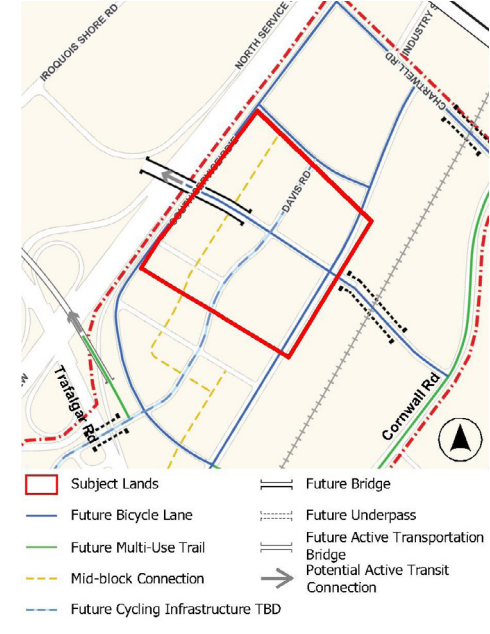 IROQUOIS SHORE RD
NORTH SERVICE
INDUSTRY
CHARTWELL RD
DAVIS RD
Trafalgar Rd
Cornwall Rd
Subject Lands
Future Bicycle Lane
Future Multi-Use Trail
Mid-block Connection
Future Cycling Infrastructure TBD
Future Bridge
Future Underpass
Future Active Transportation
Bridge
Potential Active Transit
Connection